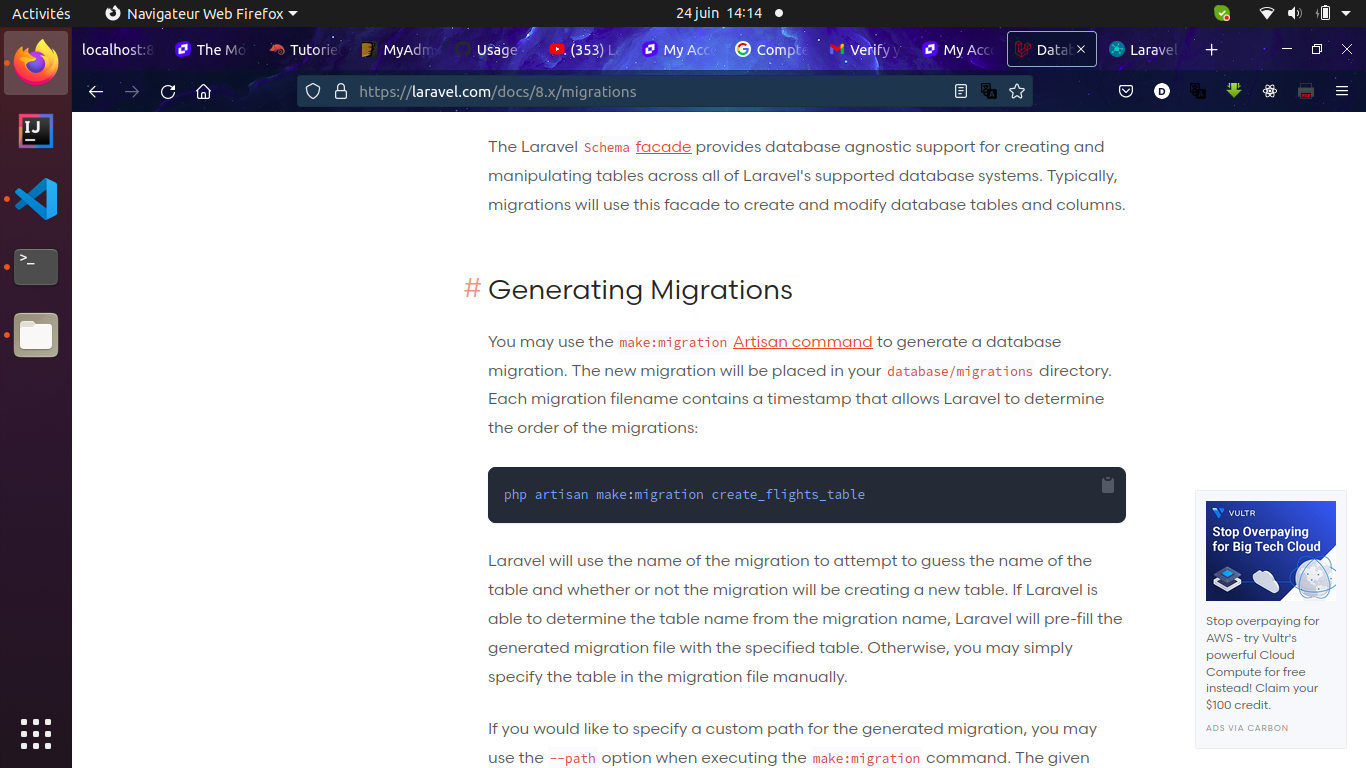 Activités
Navigateur Web Firefox
24 juin 14:14
localhost:8
The Mo
Tutoriel
MyAdm
Usage
(353) L
My Acc
Compte
Verify y
My Acc
Datab
Laravel
https://laravel.com/docs/8.x/migrations
The Laravel Schema facade provides database agnostic support for creating and
manipulating tables across all of Laravel's supported database systems. Typically,
migrations will use this facade to create and modify database tables and columns.
# Generating Migrations
You may use the make:migration Artisan command to generate a database
migration. The new migration will be placed in your database/migrations directory.
Each migration filename contains a timestamp that allows Laravel to determine
the order of the migrations:
php artisan make:migration create_flights_table
Laravel will use the name of the migration to attempt to guess the name of the
table and whether or not the migration will be creating a new table. If Laravel is
able to determine the table name from the migration name, Laravel will pre-fill the
generated migration file with the specified table. Otherwise, you may simply
specify the table in the migration file manually.
If you would like to specify a custom path for the generated migration, you may
use the --path option when executing the make:migration command. The given
VULTR
Stop Overpaying
for Big Tech Cloud
Stop overpaying for
AWS - try Vultr's
powerful Cloud
Compute for free
instead! Claim your
$100 credit.
ADS VIA CARBON